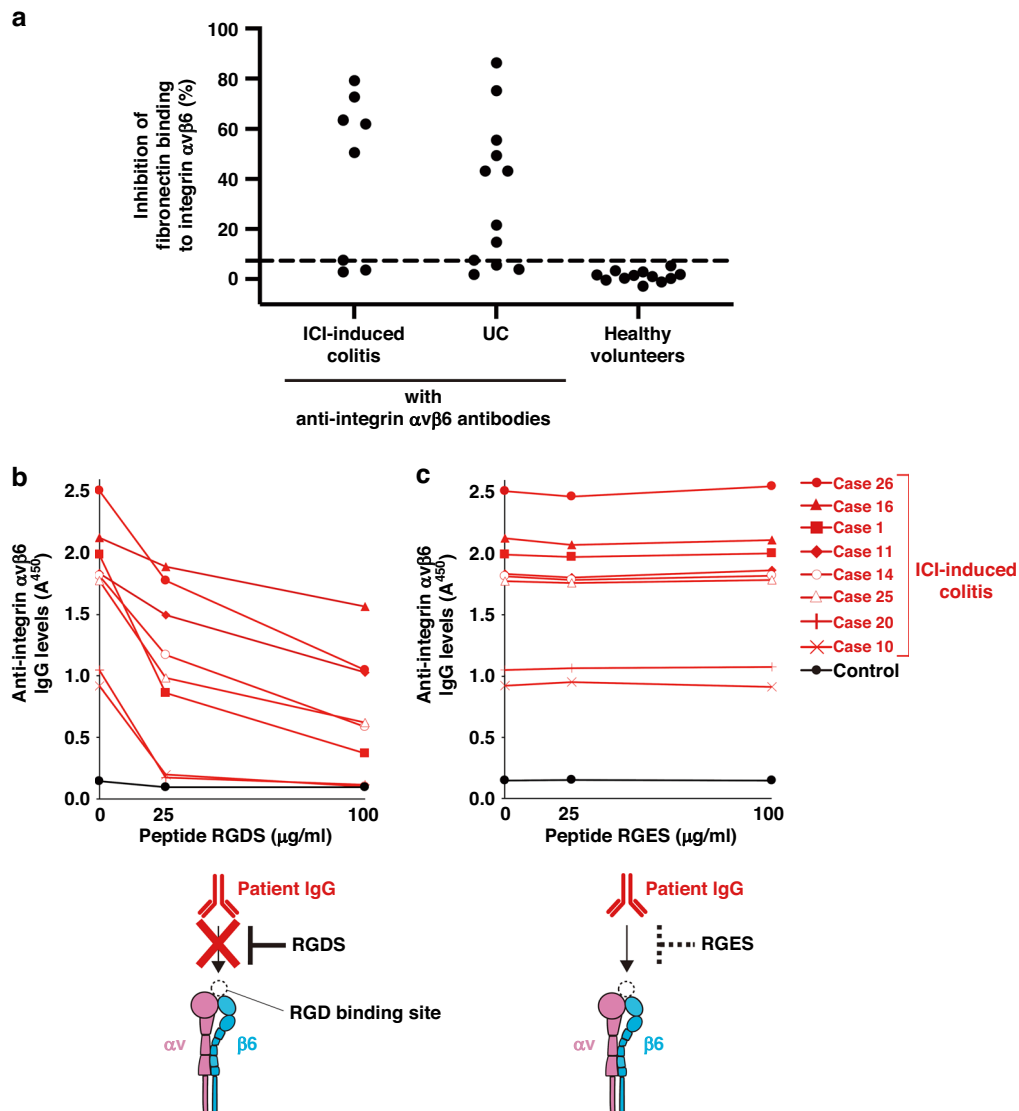 a
Inhibition of
fibronectin binding
to integrin αvβ6 (%)
100
80
60
40
20
0
ICI-induced
colitis
UC
Healthy
volunteers
with
anti-integrin αvβ6 antibodies
b
Anti-integrin αvβ6
IgG levels (A450)
2.5
2.0
1.5
1.0
0.5
0.0
0
25
100
Peptide RGDS (μg/ml)
c
Anti-integrin αvβ6
IgG levels (A450)
2.5
2.0
1.5
1.0
0.5
0.0
0
25
100
Peptide RGES (μg/ml)
Case 26
Case 16
Case 1
Case 11
Case 14
Case 25
Case 20
Case 10
Control
ICI-induced
colitis
Patient IgG
RGDS
RGD binding site
αv
β6
Patient IgG
RGES
αv
β6